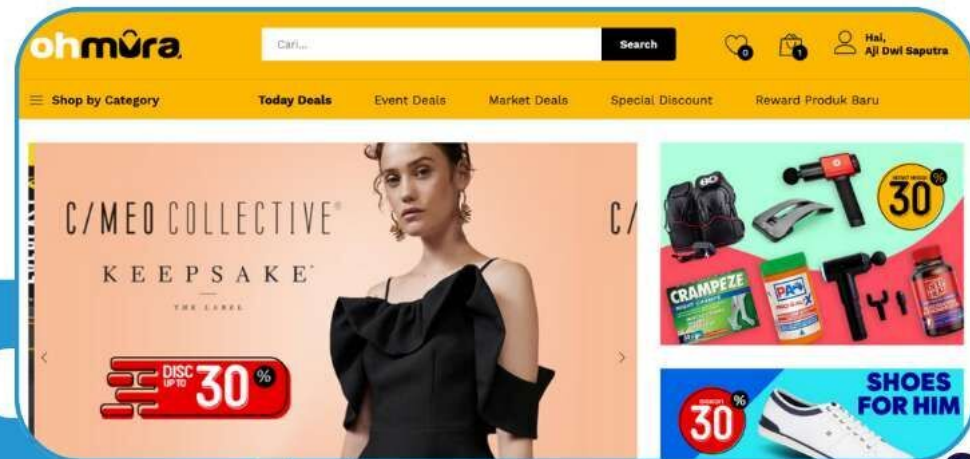 ohmura
Cari...
Search
0
1
Hai,
Aji Dwi Saputra
Shop by Category
Today Deals
Event Deals
Market Deals
Special Discount
Reward Produk Baru
C/MEO COLLECTIVE®
KEEPSAKE
THE LABEL
C/
DISC
UP TO
30%
30%
CRAMPEZE
NIGHT CRAMPS
SHOES
FOR HIM
30%